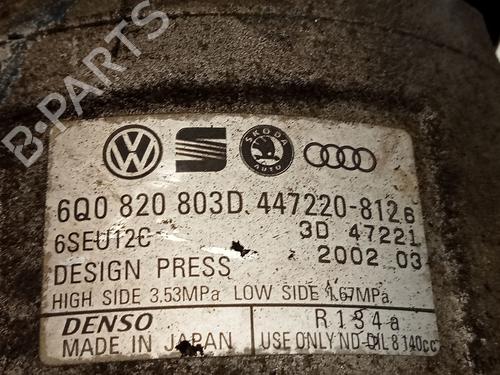 B-PARTS
SKODA
AUTO
6Q0 820 803D 447220-8126
6SEU12C 3D 47221
2002 03
DESIGN PRESS
HIGH SIDE 3.53MPa LOW SIDE 1.67MPa
DENSO R134a
MADE IN JAPAN USE ONLY ND-OIL 8 140cc